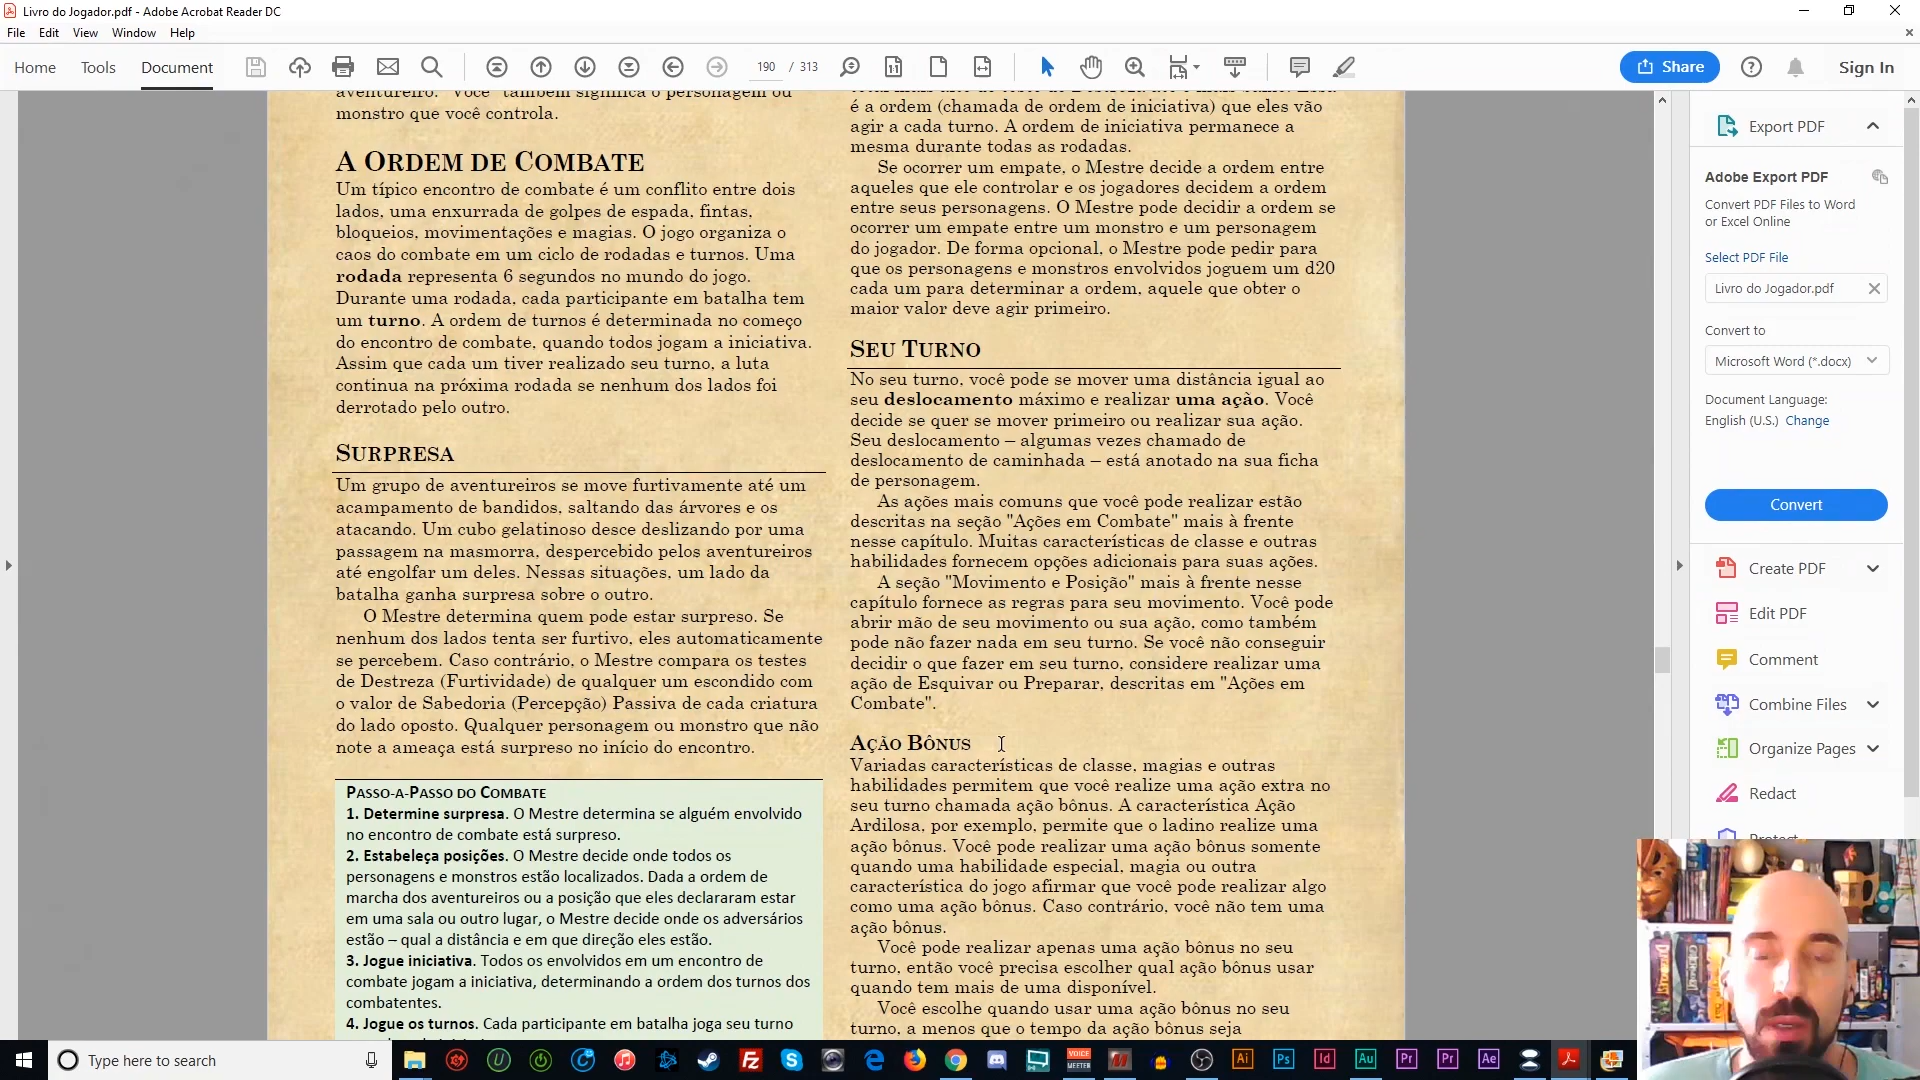 Livro do Jogador.pdf - Adobe Acrobat Reader DC
File Edit View Window Help
Home Tools Document 190 / 313 Share Sign In
aventureiro. "Você" também significa o personagem ou
monstro que você controla.
A ORDEM DE COMBATE
Um típico encontro de combate é um conflito entre dois
lados, uma enxurrada de golpes de espada, fintas,
bloqueios, movimentações e magias. O jogo organiza o
caos do combate em um ciclo de rodadas e turnos. Uma
rodada representa 6 segundos no mundo do jogo.
Durante uma rodada, cada participante em batalha tem
um turno. A ordem de turnos é determinada no começo
do encontro de combate, quando todos jogam a iniciativa.
Assim que cada um tiver realizado seu turno, a luta
continua na próxima rodada se nenhum dos lados foi
derrotado pelo outro.
SURPRESA
Um grupo de aventureiros se move furtivamente até um
acampamento de bandidos, saltando das árvores e os
atacando. Um cubo gelatinoso desce deslizando por uma
passagem na masmorra, despercebido pelos aventureiros
até engolfar um deles. Nessas situações, um lado da
batalha ganha surpresa sobre o outro.
O Mestre determina quem pode estar surpreso. Se
nenhum dos lados tenta ser furtivo, eles automaticamente
se percebem. Caso contrário, o Mestre compara os testes
de Destreza (Furtividade) de qualquer um escondido com
o valor de Sabedoria (Percepção) Passiva de cada criatura
do lado oposto. Qualquer personagem ou monstro que não
note a ameaça está surpreso no início do encontro.
PASSO-A-PASSO DO COMBATE
1. Determine surpresa. O Mestre determina se alguém envolvido
no encontro de combate está surpreso.
2. Estabeleça posições. O Mestre decide onde todos os
personagens e monstros estão localizados. Dada a ordem de
marcha dos aventureiros ou a posição que eles declararam estar
em uma sala ou outro lugar, o Mestre decide onde os adversários
estão – qual a distância e em que direção eles estão.
3. Jogue iniciativa. Todos os envolvidos em um encontro de
combate jogam a iniciativa, determinando a ordem dos turnos dos
combatentes.
4. Jogue os turnos. Cada participante em batalha joga seu turno
é a ordem (chamada de ordem de iniciativa) que eles vão
agir a cada turno. A ordem de iniciativa permanece a
mesma durante todas as rodadas.
Se ocorrer um empate, o Mestre decide a ordem entre
aqueles que ele controlar e os jogadores decidem a ordem
entre seus personagens. O Mestre pode decidir a ordem se
ocorrer um empate entre um monstro e um personagem
do jogador. De forma opcional, o Mestre pode pedir para
que os personagens e monstros envolvidos joguem um d20
cada um para determinar a ordem, aquele que obter o
maior valor deve agir primeiro.
SEU TURNO
No seu turno, você pode se mover uma distância igual ao
seu deslocamento máximo e realizar uma ação. Você
decide se quer se mover primeiro ou realizar sua ação.
Seu deslocamento – algumas vezes chamado de
deslocamento de caminhada – está anotado na sua ficha
de personagem.
As ações mais comuns que você pode realizar estão
descritas na seção "Ações em Combate" mais à frente
nesse capítulo. Muitas características de classe e outras
habilidades fornecem opções adicionais para suas ações.
A seção "Movimento e Posição" mais à frente nesse
capítulo fornece as regras para seu movimento. Você pode
abrir mão de seu movimento ou sua ação, como também
pode não fazer nada em seu turno. Se você não conseguir
decidir o que fazer em seu turno, considere realizar uma
ação de Esquivar ou Preparar, descritas em "Ações em
Combate".
AÇÃO BÔNUS
Variadas características de classe, magias e outras
habilidades permitem que você realize uma ação extra no
seu turno chamada ação bônus. A característica Ação
Ardilosa, por exemplo, permite que o ladino realize uma
ação bônus. Você pode realizar uma ação bônus somente
quando uma habilidade especial, magia ou outra
característica do jogo afirmar que você pode realizar algo
como uma ação bônus. Caso contrário, você não tem uma
ação bônus.
Você pode realizar apenas uma ação bônus no seu
turno, então você precisa escolher qual ação bônus usar
quando tem mais de uma disponível.
Você escolhe quando usar uma ação bônus no seu
turno, a menos que o tempo da ação bônus seja
Export PDF
Adobe Export PDF
Convert PDF Files to Word
or Excel Online
Select PDF File
Livro do Jogador.pdf
Convert to
Microsoft Word (*.docx)
Document Language:
English (U.S.) Change
Convert
Create PDF
Edit PDF
Comment
Combine Files
Organize Pages
Redact
Type here to search